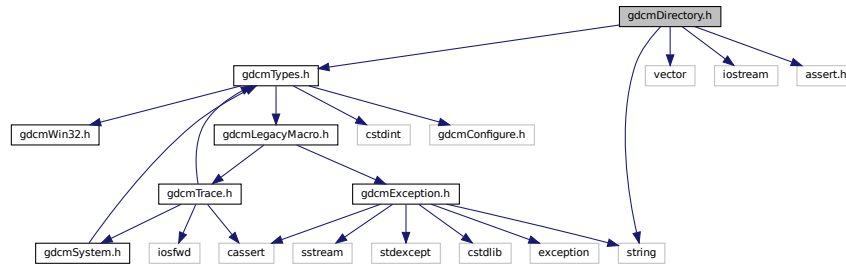 gdcmDirectory.h
gdcmTypes.h
vector
iostream
assert.h
gdcmWin32.h
gdcmLegacyMacro.h
cstdint
gdcmConfigure.h
gdcmTrace.h
gdcmException.h
gdcmSystem.h
iosfwd
cassert
sstream
stdexcept
cstdlib
exception
string